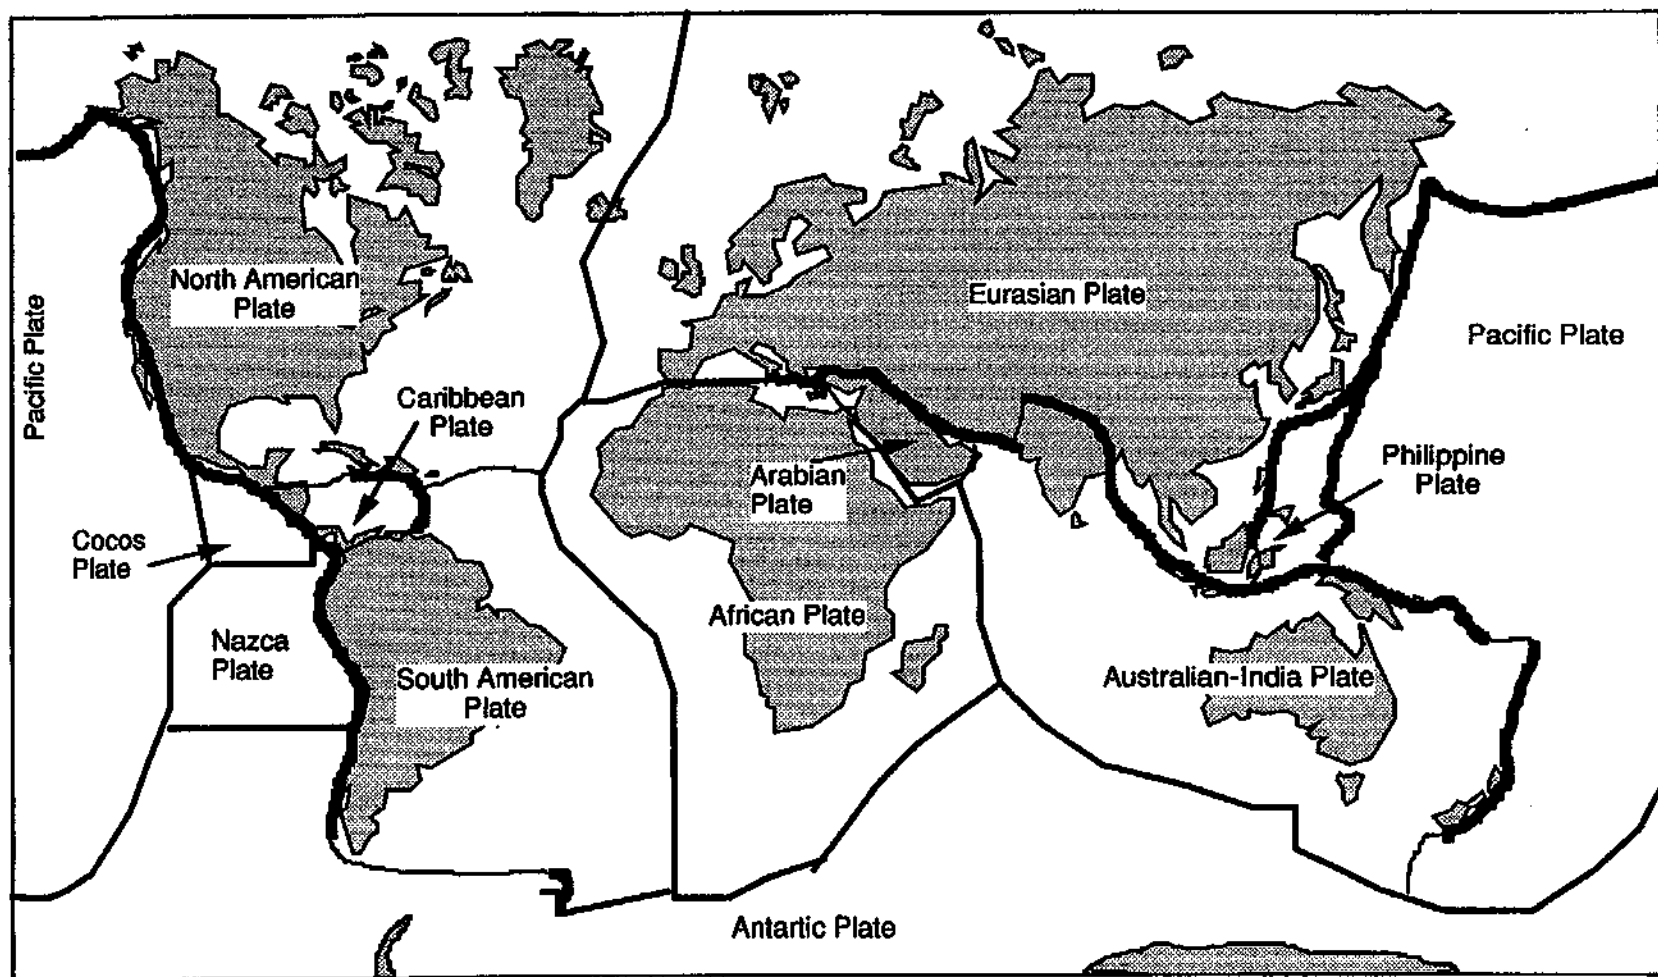 North American
Plate
Eurasian Plate
Pacific Plate
Pacific Plate
Caribbean
Plate
Arabian
Plate
Philippine
Plate
Cocos
Plate
African Plate
Nazca
Plate
South American
Plate
Australian-India Plate
Antartic Plate